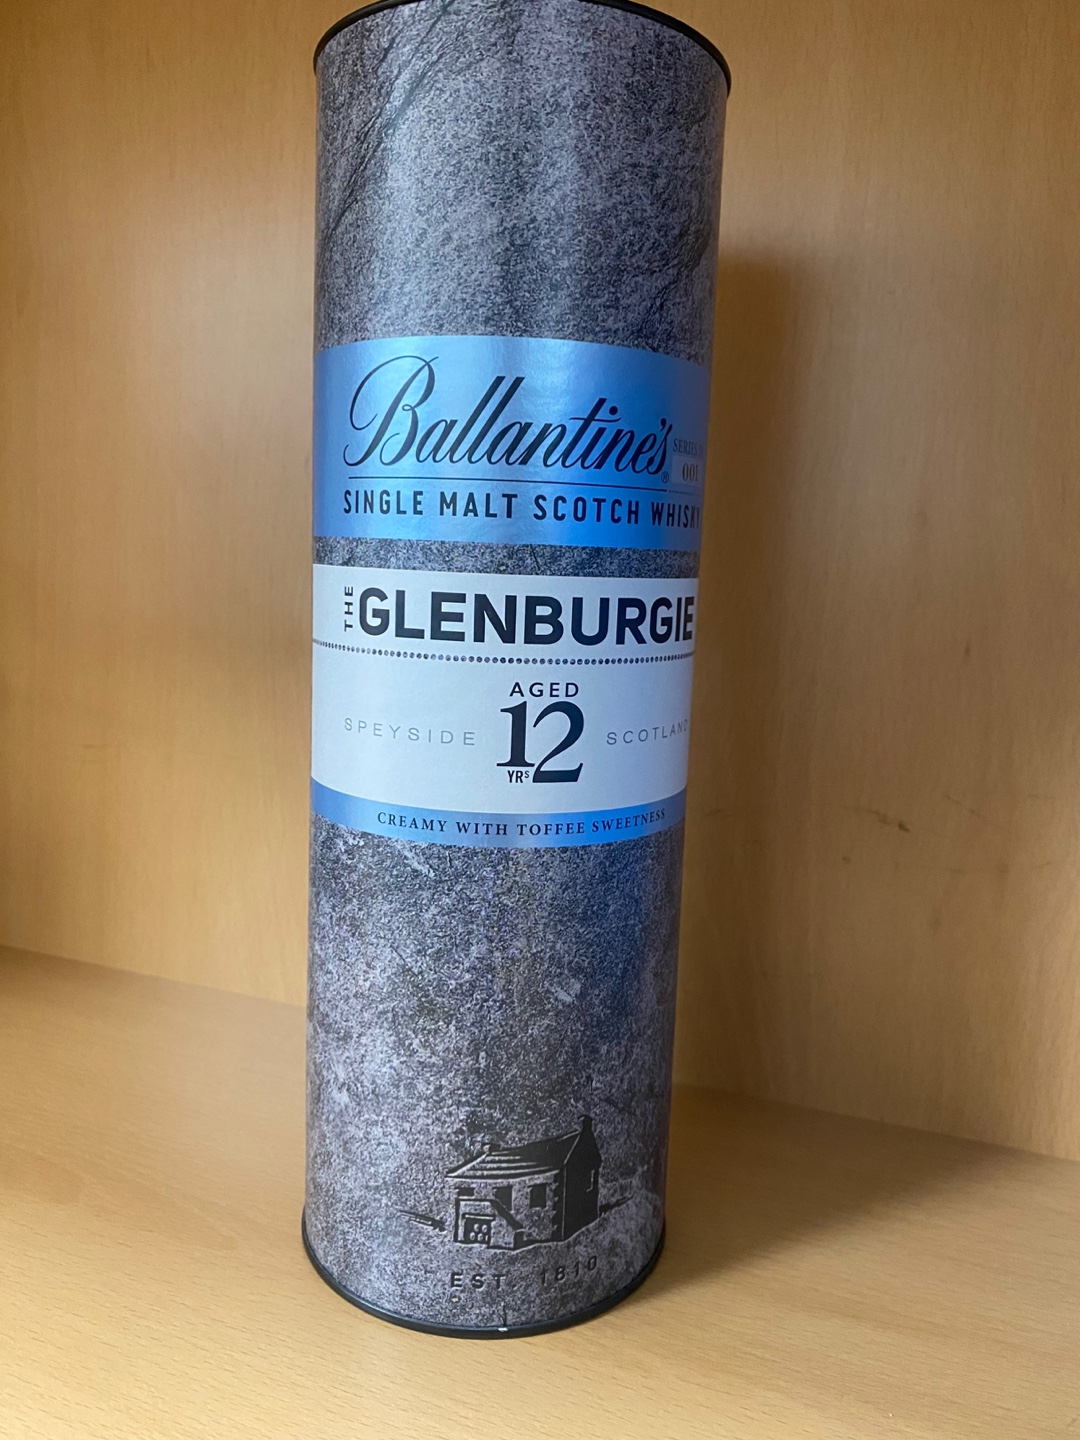 Ballantine's®
SERIES
001
SINGLE MALT SCOTCH WHISKY
THE GLENBURGIE
AGED
12
YRS
SPEYSIDE
SCOTLAND
CREAMY WITH TOFFEE SWEETNESS
EST. 1810